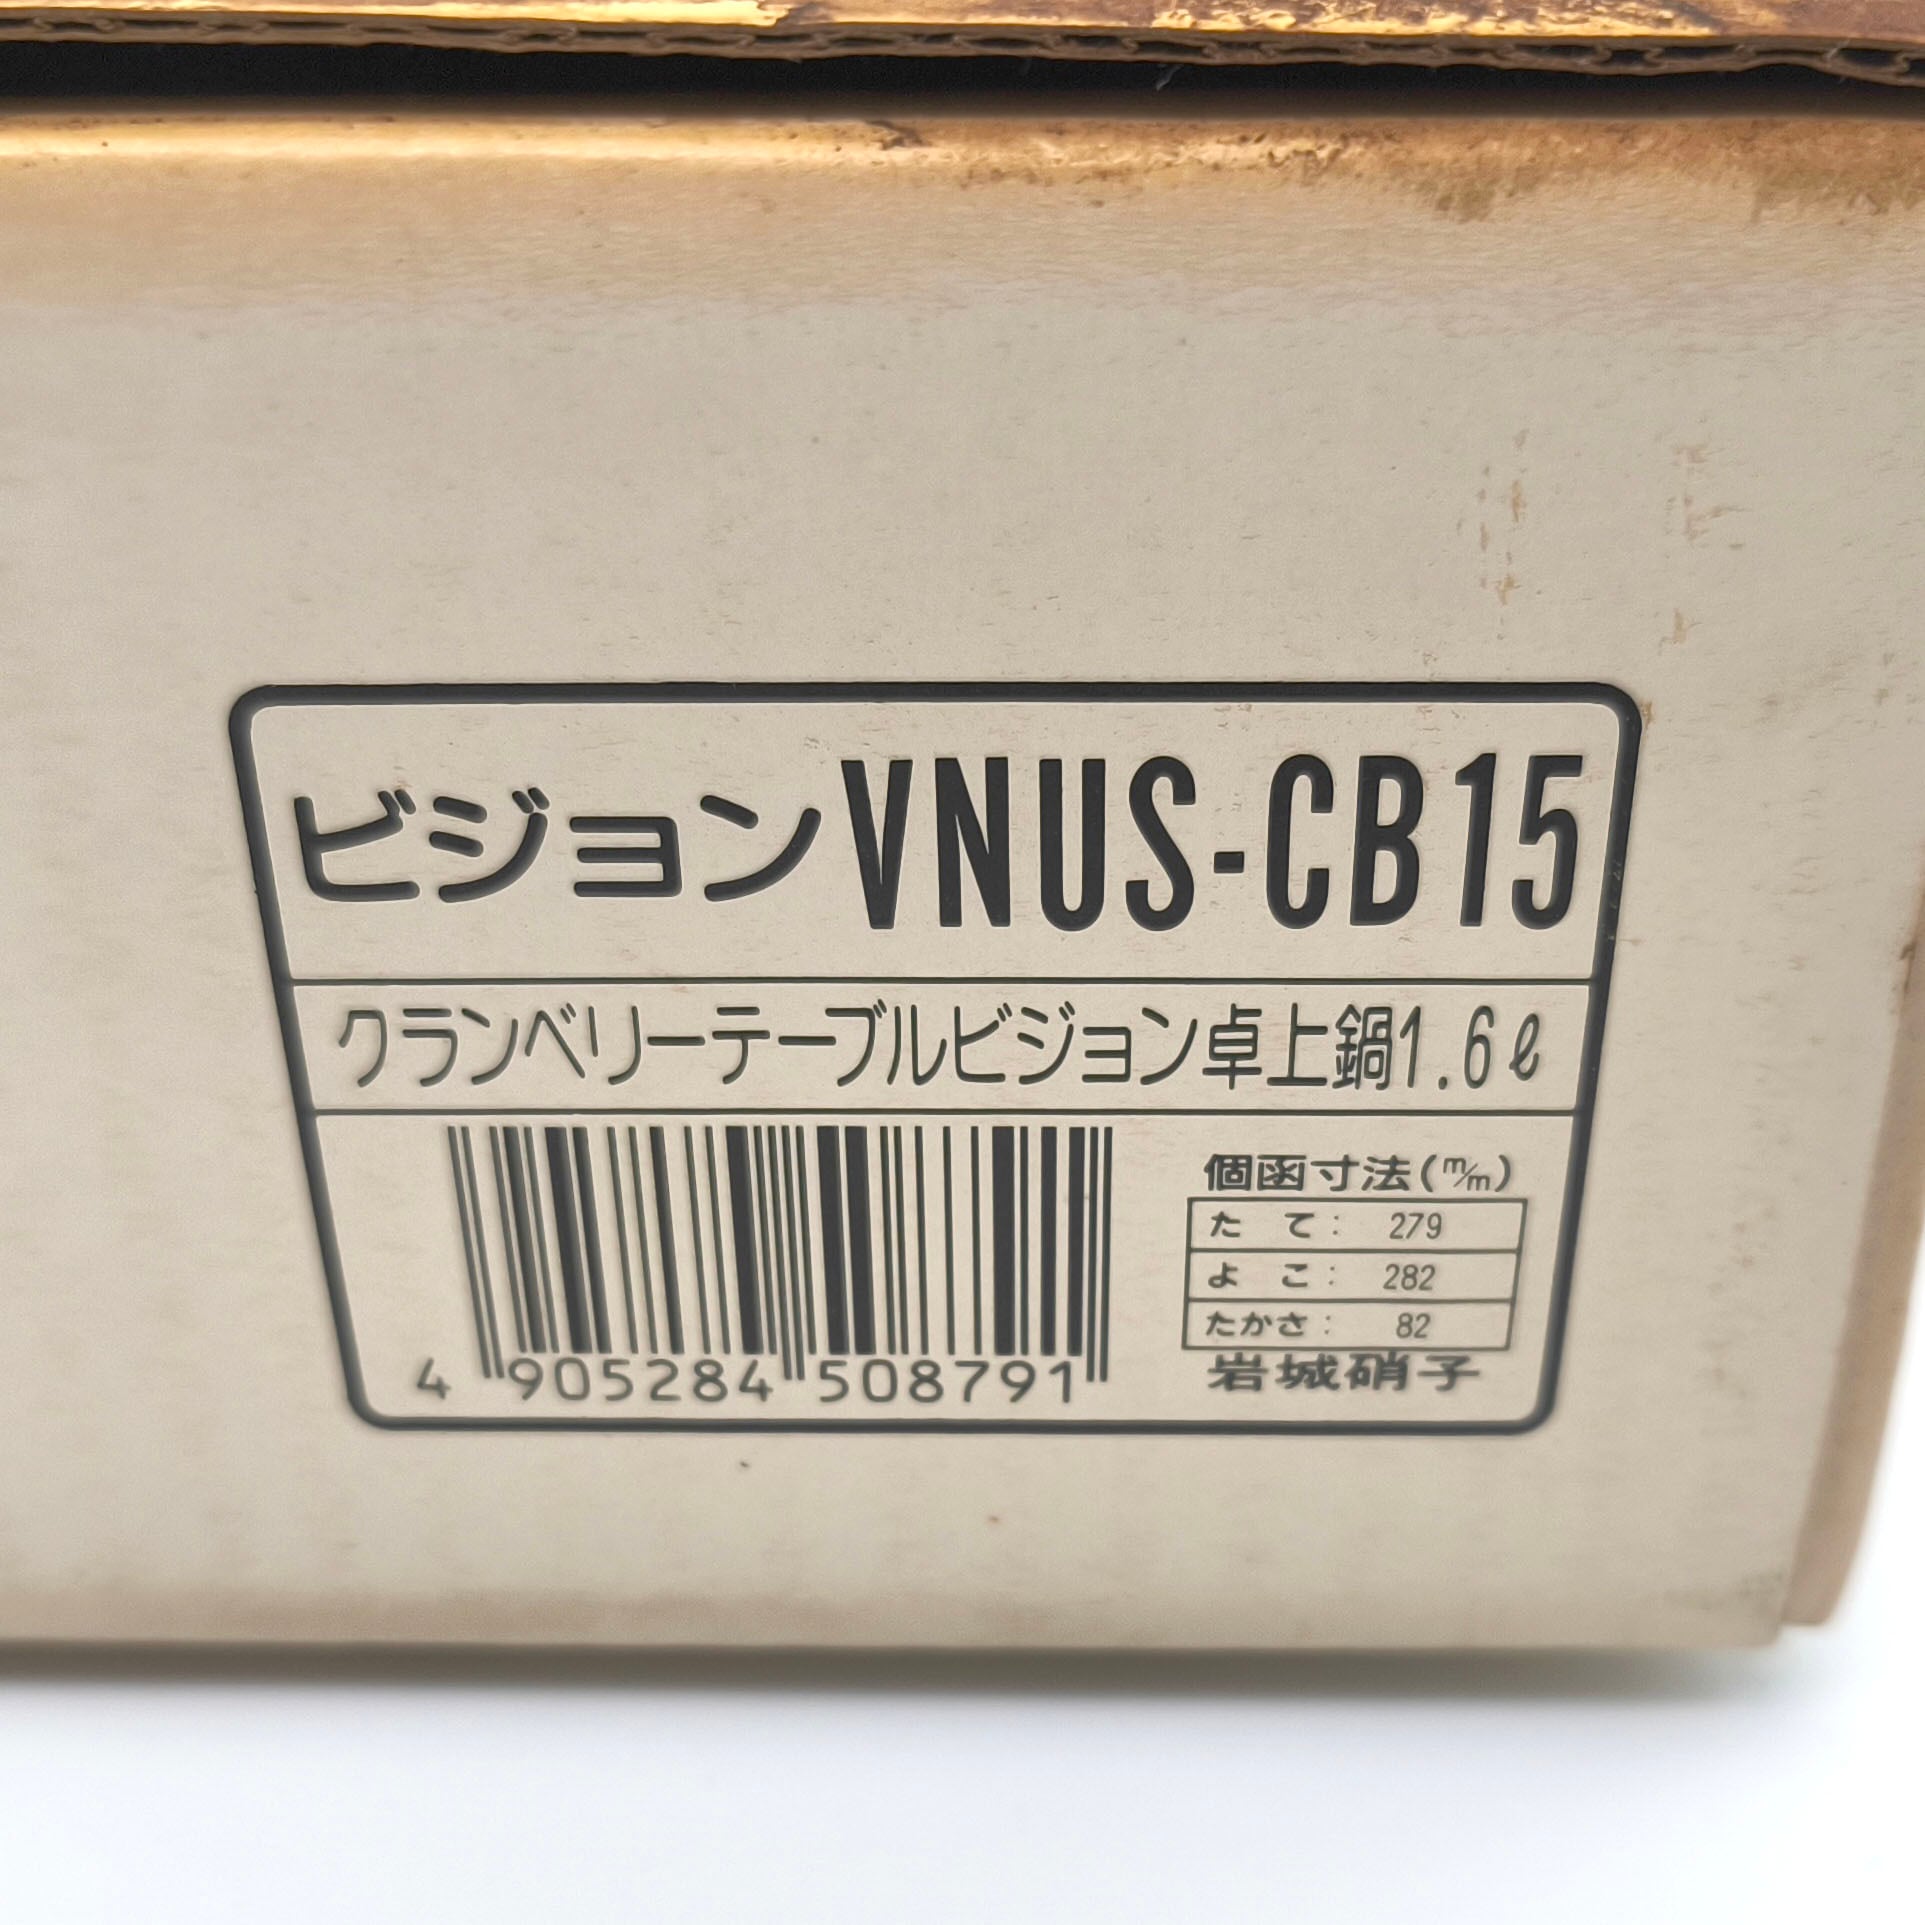 ビジョンVNUS-CB15
クランベリーテーブルビジョン卓上鍋1.6ℓ
個函寸法(m/m)
たて: 279
よこ: 282
たかさ: 82
岩城硝子
4 905284 508791